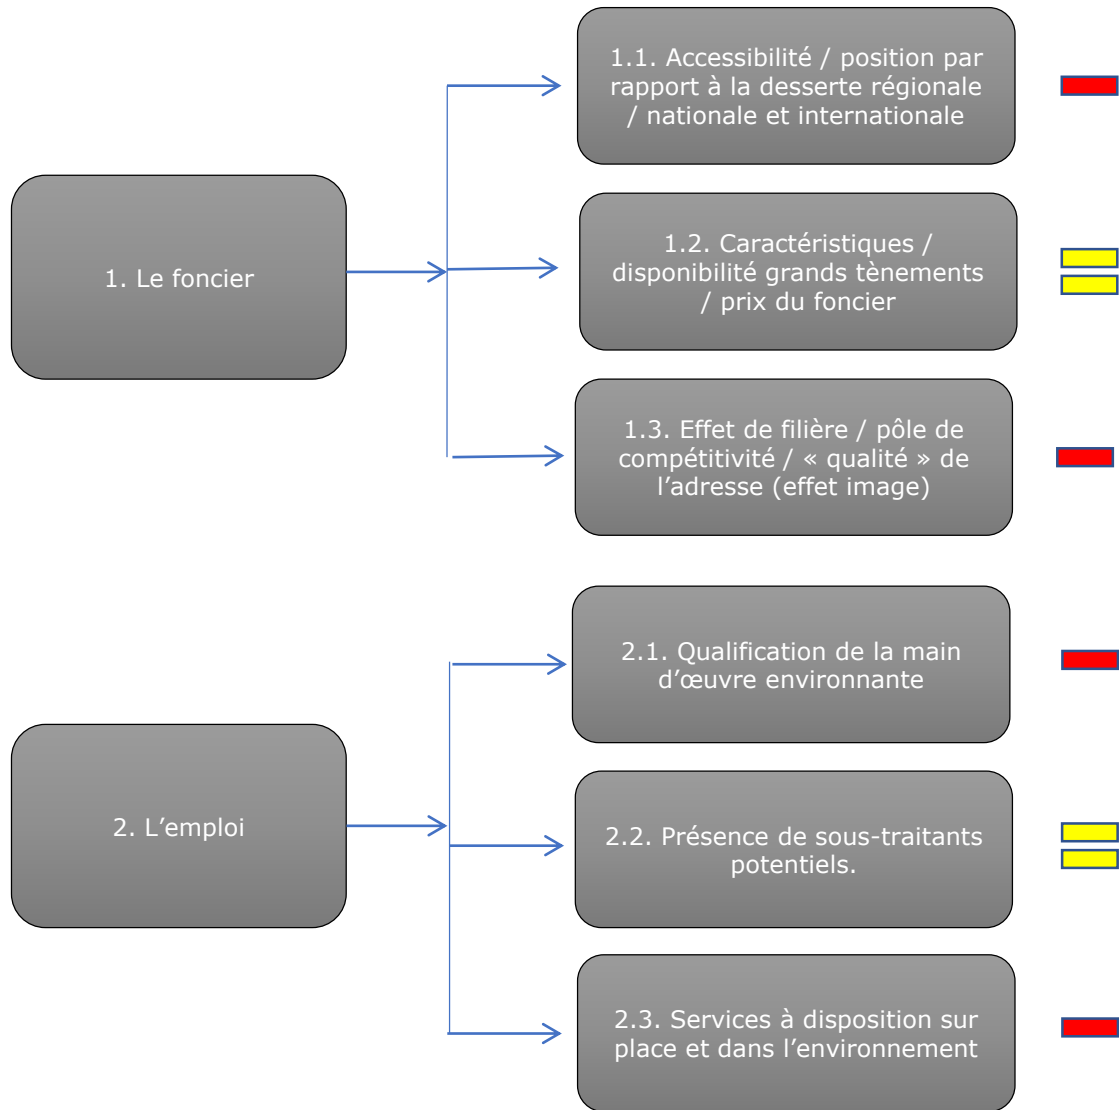 1. Le foncier
1.1. Accessibilité / position par
rapport à la desserte régionale
/ nationale et internationale
1.2. Caractéristiques /
disponibilité grands tènements
/ prix du foncier
1.3. Effet de filière / pôle de
compétitivité / « qualité » de
l’adresse (effet image)
2. L’emploi
2.1. Qualification de la main
d’œuvre environnante
2.2. Présence de sous-traitants
potentiels.
2.3. Services à disposition sur
place et dans l’environnement